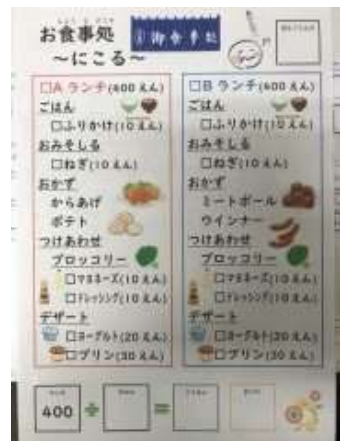 お食事処
～にこる～
御食事処
□Aランチ(400えん)
ごはん
□ふりかけ(10えん)
おみそしる
□ねぎ(10えん)
おかず
からあげ
ポテト
つけあわせ
ブロッコリー
□マヨネーズ(10えん)
□ドレッシング(10えん)
デザート
□ヨーグルト(20えん)
□プリン(30えん)
□Bランチ(400えん)
ごはん
□ふりかけ(10えん)
おみそしる
□ねぎ(10えん)
おかず
ミートボール
ウインナー
つけあわせ
ブロッコリー
□マヨネーズ(10えん)
□ドレッシング(10えん)
デザート
□ヨーグルト(20えん)
□プリン(30えん)
400 + =